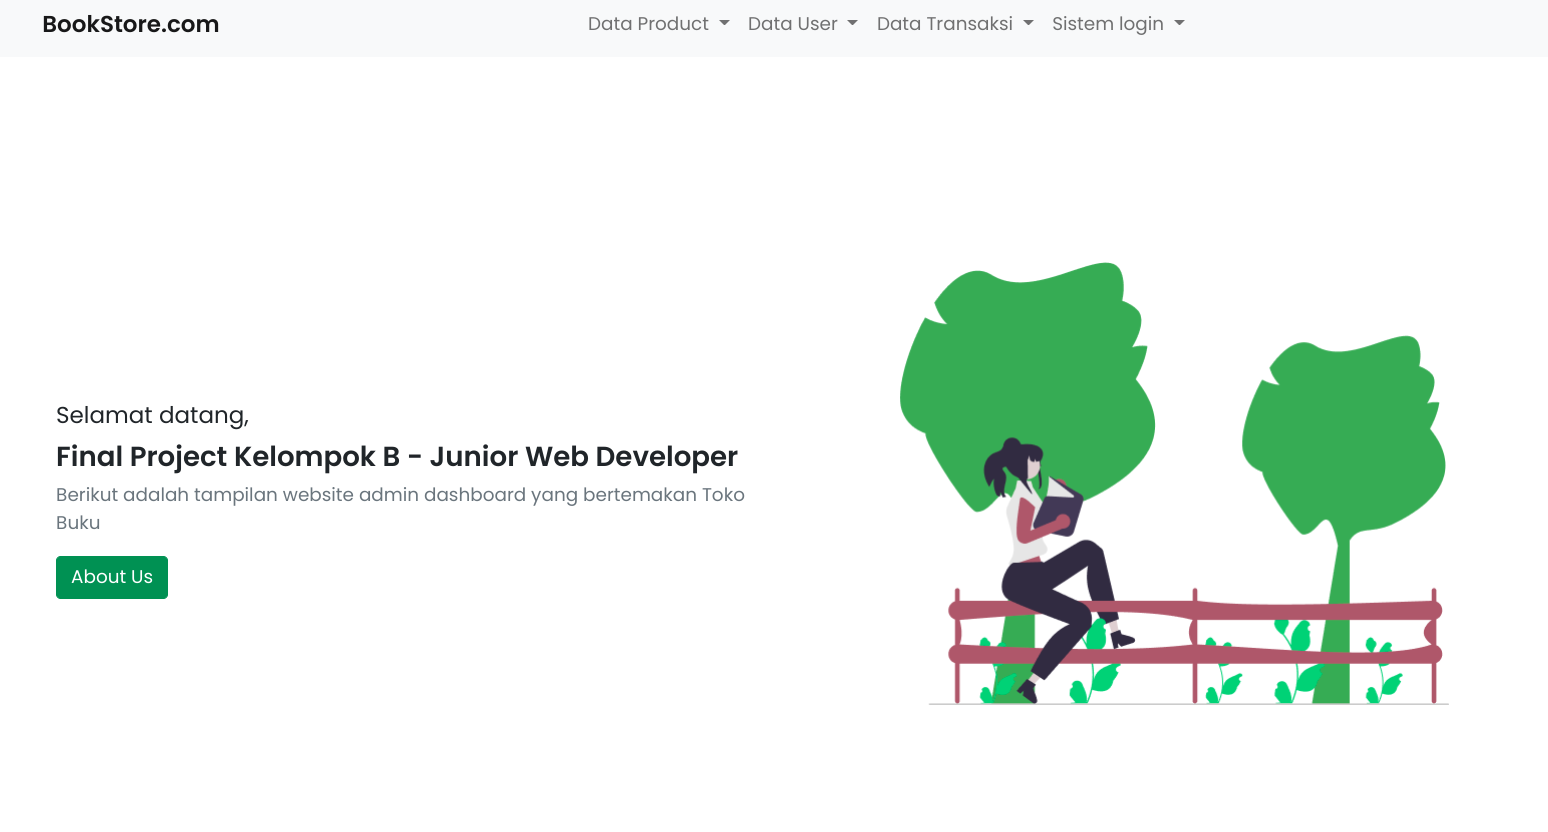 BookStore.com
Data Product
Data User
Data Transaksi
Sistem login
Selamat datang,
Final Project Kelompok B - Junior Web Developer
Berikut adalah tampilan website admin dashboard yang bertemakan Toko
Buku
About Us